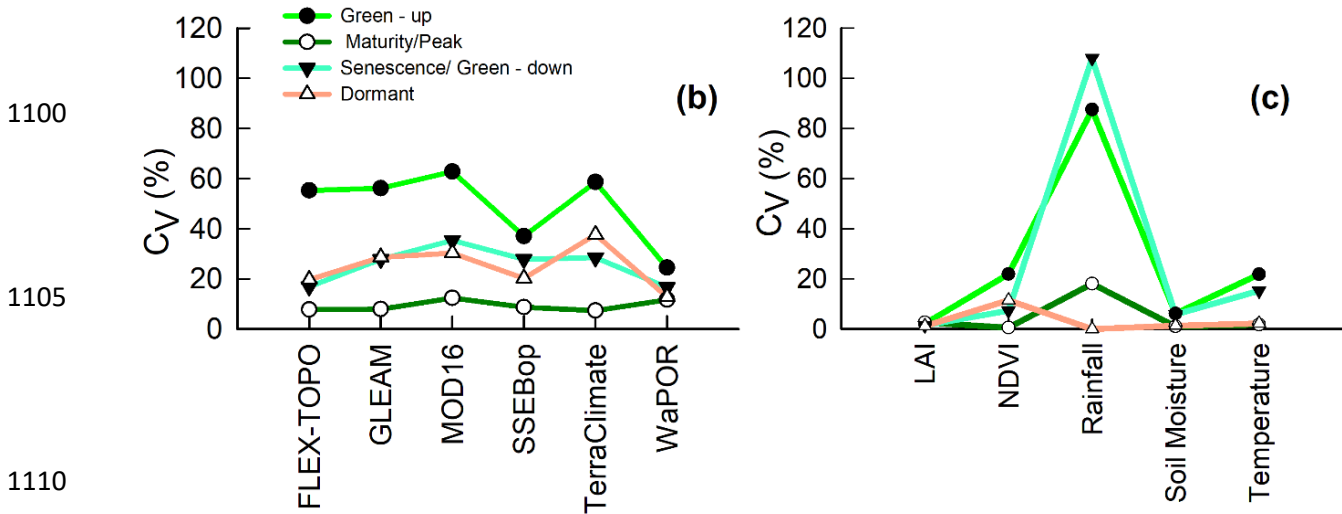 1100
1105
1110
120
100
80
60
40
20
0
Cv (%)
Green - up
Maturity/Peak
Senescence/ Green - down
Dormant
(b)
FLEX-TOPO
GLEAM
MOD16
SSEBop
TerraClimate
WaPOR
120
100
80
60
40
20
0
Cv (%)
(c)
LAI
NDVI
Rainfall
Soil Moisture
Temperature